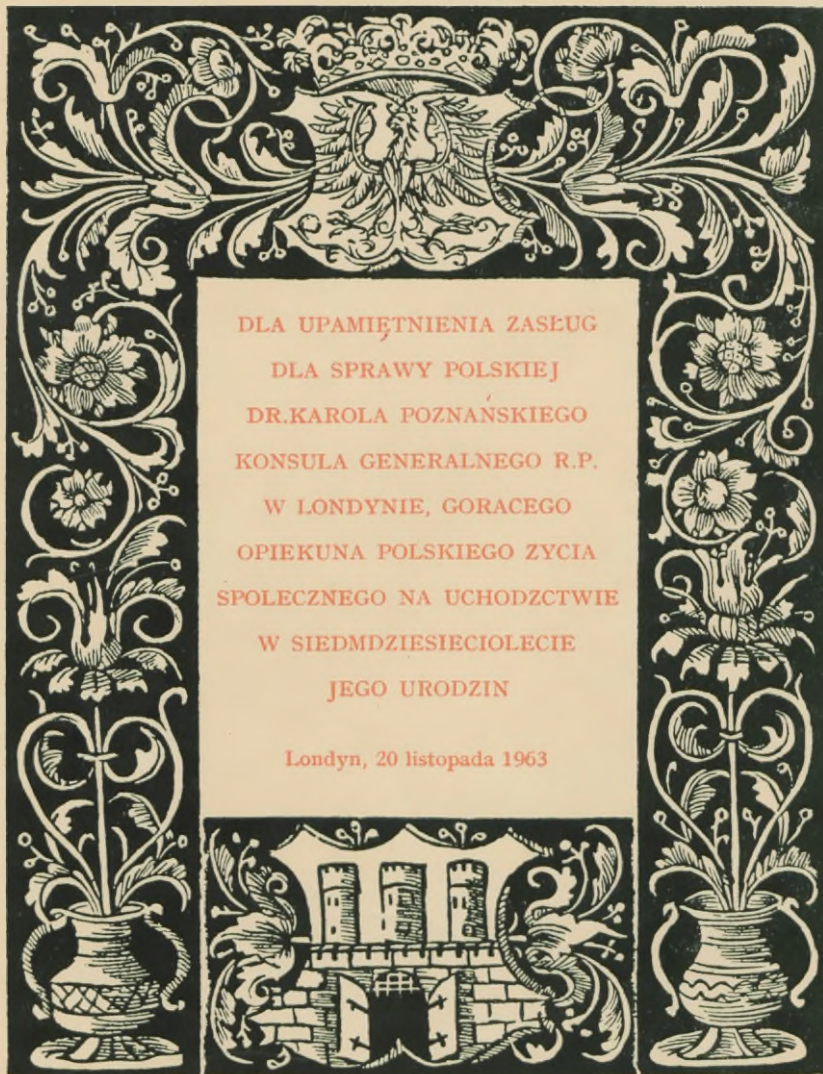 DLA UPAMIĘTNIENIA ZASŁUG
DLA SPRAWY POLSKIEJ
DR.KAROLA POZNAŃSKIEGO
KONSULA GENERALNEGO R.P.
W LONDYNIE, GORACEGO
OPIEKUNA POLSKIEGO ZYCIA
SPOLECZNEGO NA UCHODZCTWIE
W SIEDMDZIESIECIOLECIE
JEGO URODZIN
Londyn, 20 listopada 1963